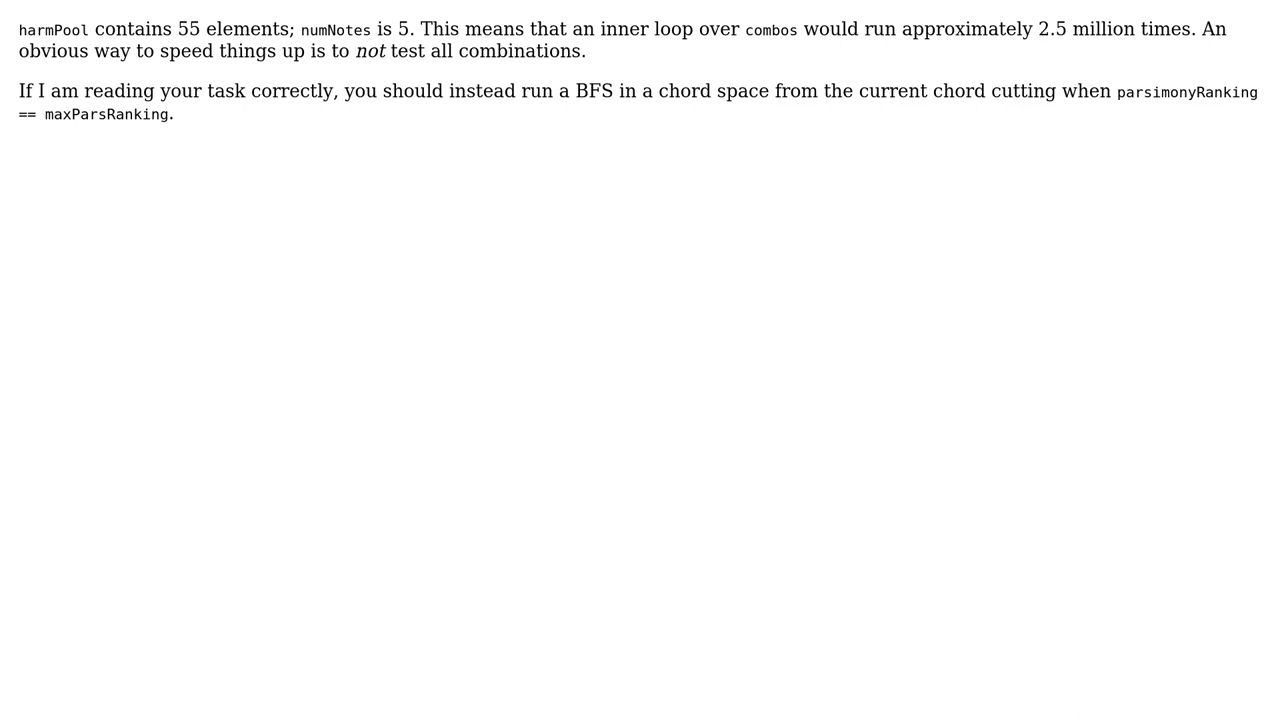 harmPool contains 55 elements; numNotes is 5. This means that an inner loop over combos would run approximately 2.5 million times. An
obvious way to speed things up is to not test all combinations.
If I am reading your task correctly, you should instead run a BFS in a chord space from the current chord cutting when parsimonyRanking
== maxParsRanking.